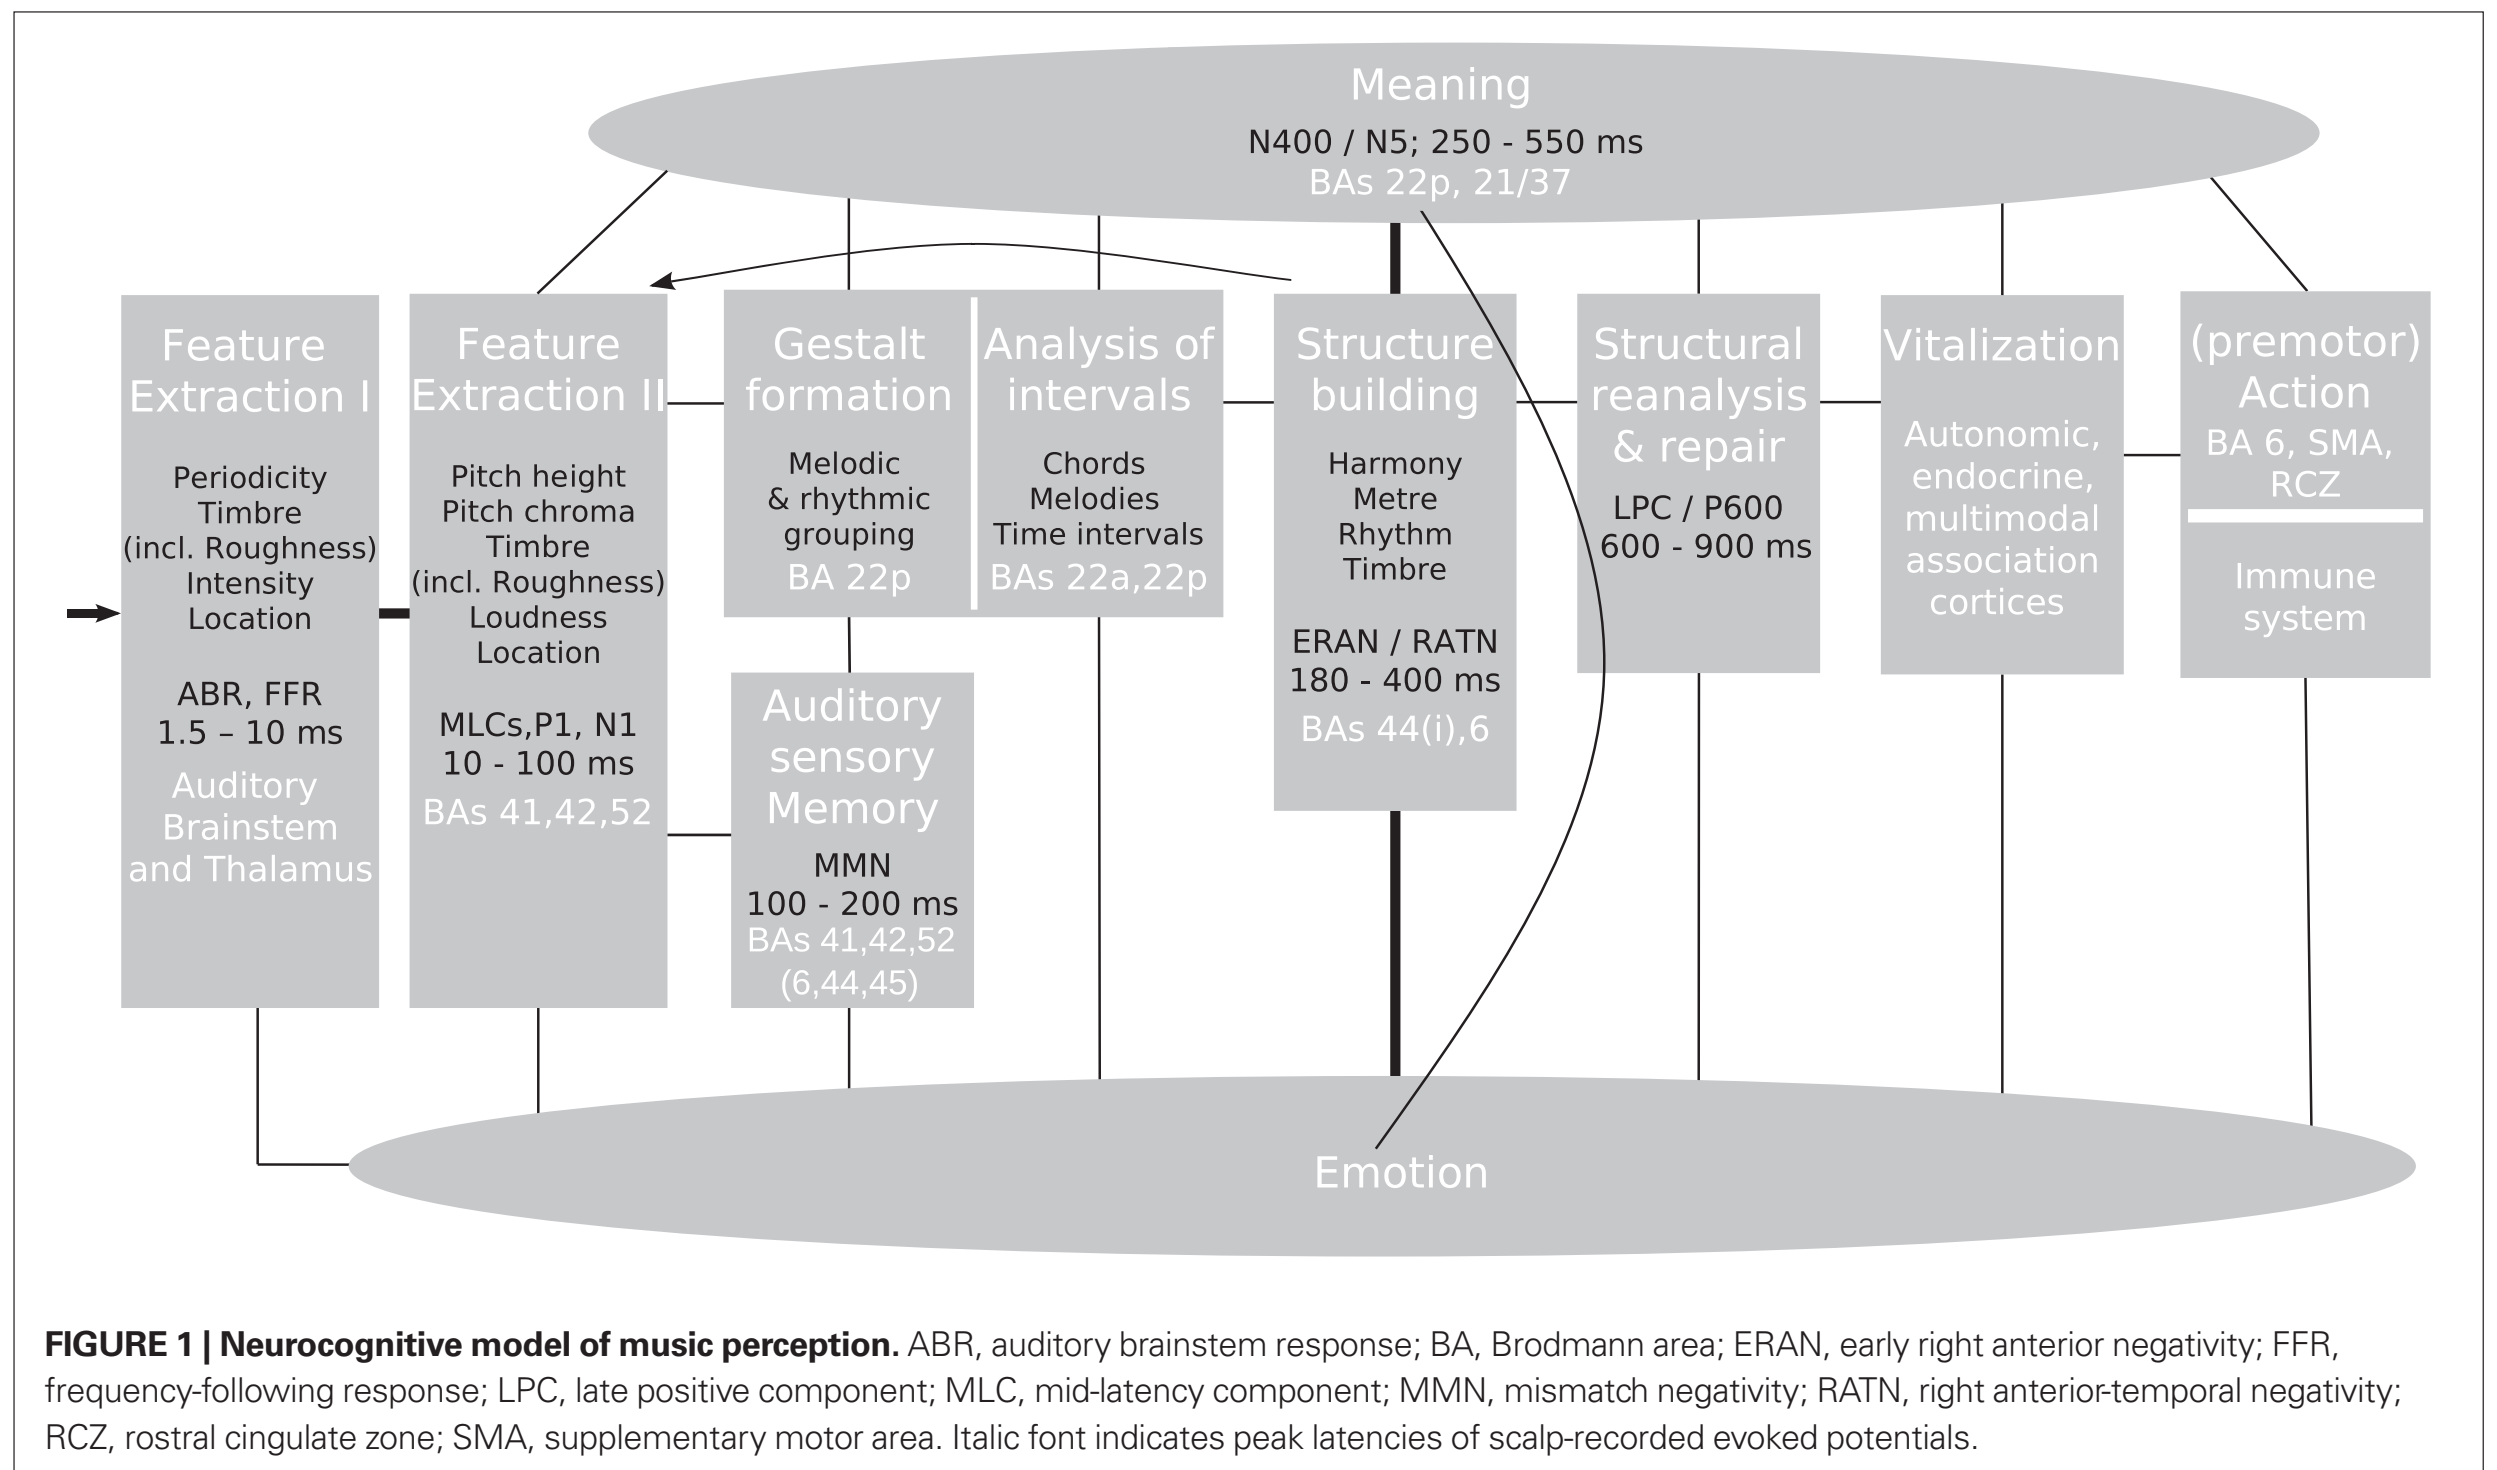 Meaning
N400 / N5; 250 - 550 ms
BAs 22p, 21/37
Feature
Extraction I
Periodicity
Timbre
(incl. Roughness)
Intensity
Location
ABR, FFR
1.5 – 10 ms
Auditory
Brainstem
and Thalamus
Feature
Extraction II
Pitch height
Pitch chroma
Timbre
(incl. Roughness)
Loudness
Location
MLCs,P1, N1
10 - 100 ms
BAs 41,42,52
Gestalt
formation
Melodic
& rhythmic
grouping
BA 22p
Analysis of
intervals
Chords
Melodies
Time intervals
BAs 22a,22p
Auditory
sensory
Memory
MMN
100 - 200 ms
BAs 41,42,52
(6,44,45)
Structure
building
Harmony
Metre
Rhythm
Timbre
ERAN / RATN
180 - 400 ms
BAs 44(i),6
Structural
reanalysis
& repair
LPC / P600
600 - 900 ms
Vitalization
Autonomic,
endocrine,
multimodal
association
cortices
(premotor)
Action
BA 6, SMA,
RCZ
Immune
system
Emotion
FIGURE 1 | Neurocognitive model of music perception. ABR, auditory brainstem response; BA, Brodmann area; ERAN, early right anterior negativity; FFR,
frequency-following response; LPC, late positive component; MLC, mid-latency component; MMN, mismatch negativity; RATN, right anterior-temporal negativity;
RCZ, rostral cingulate zone; SMA, supplementary motor area. Italic font indicates peak latencies of scalp-recorded evoked potentials.